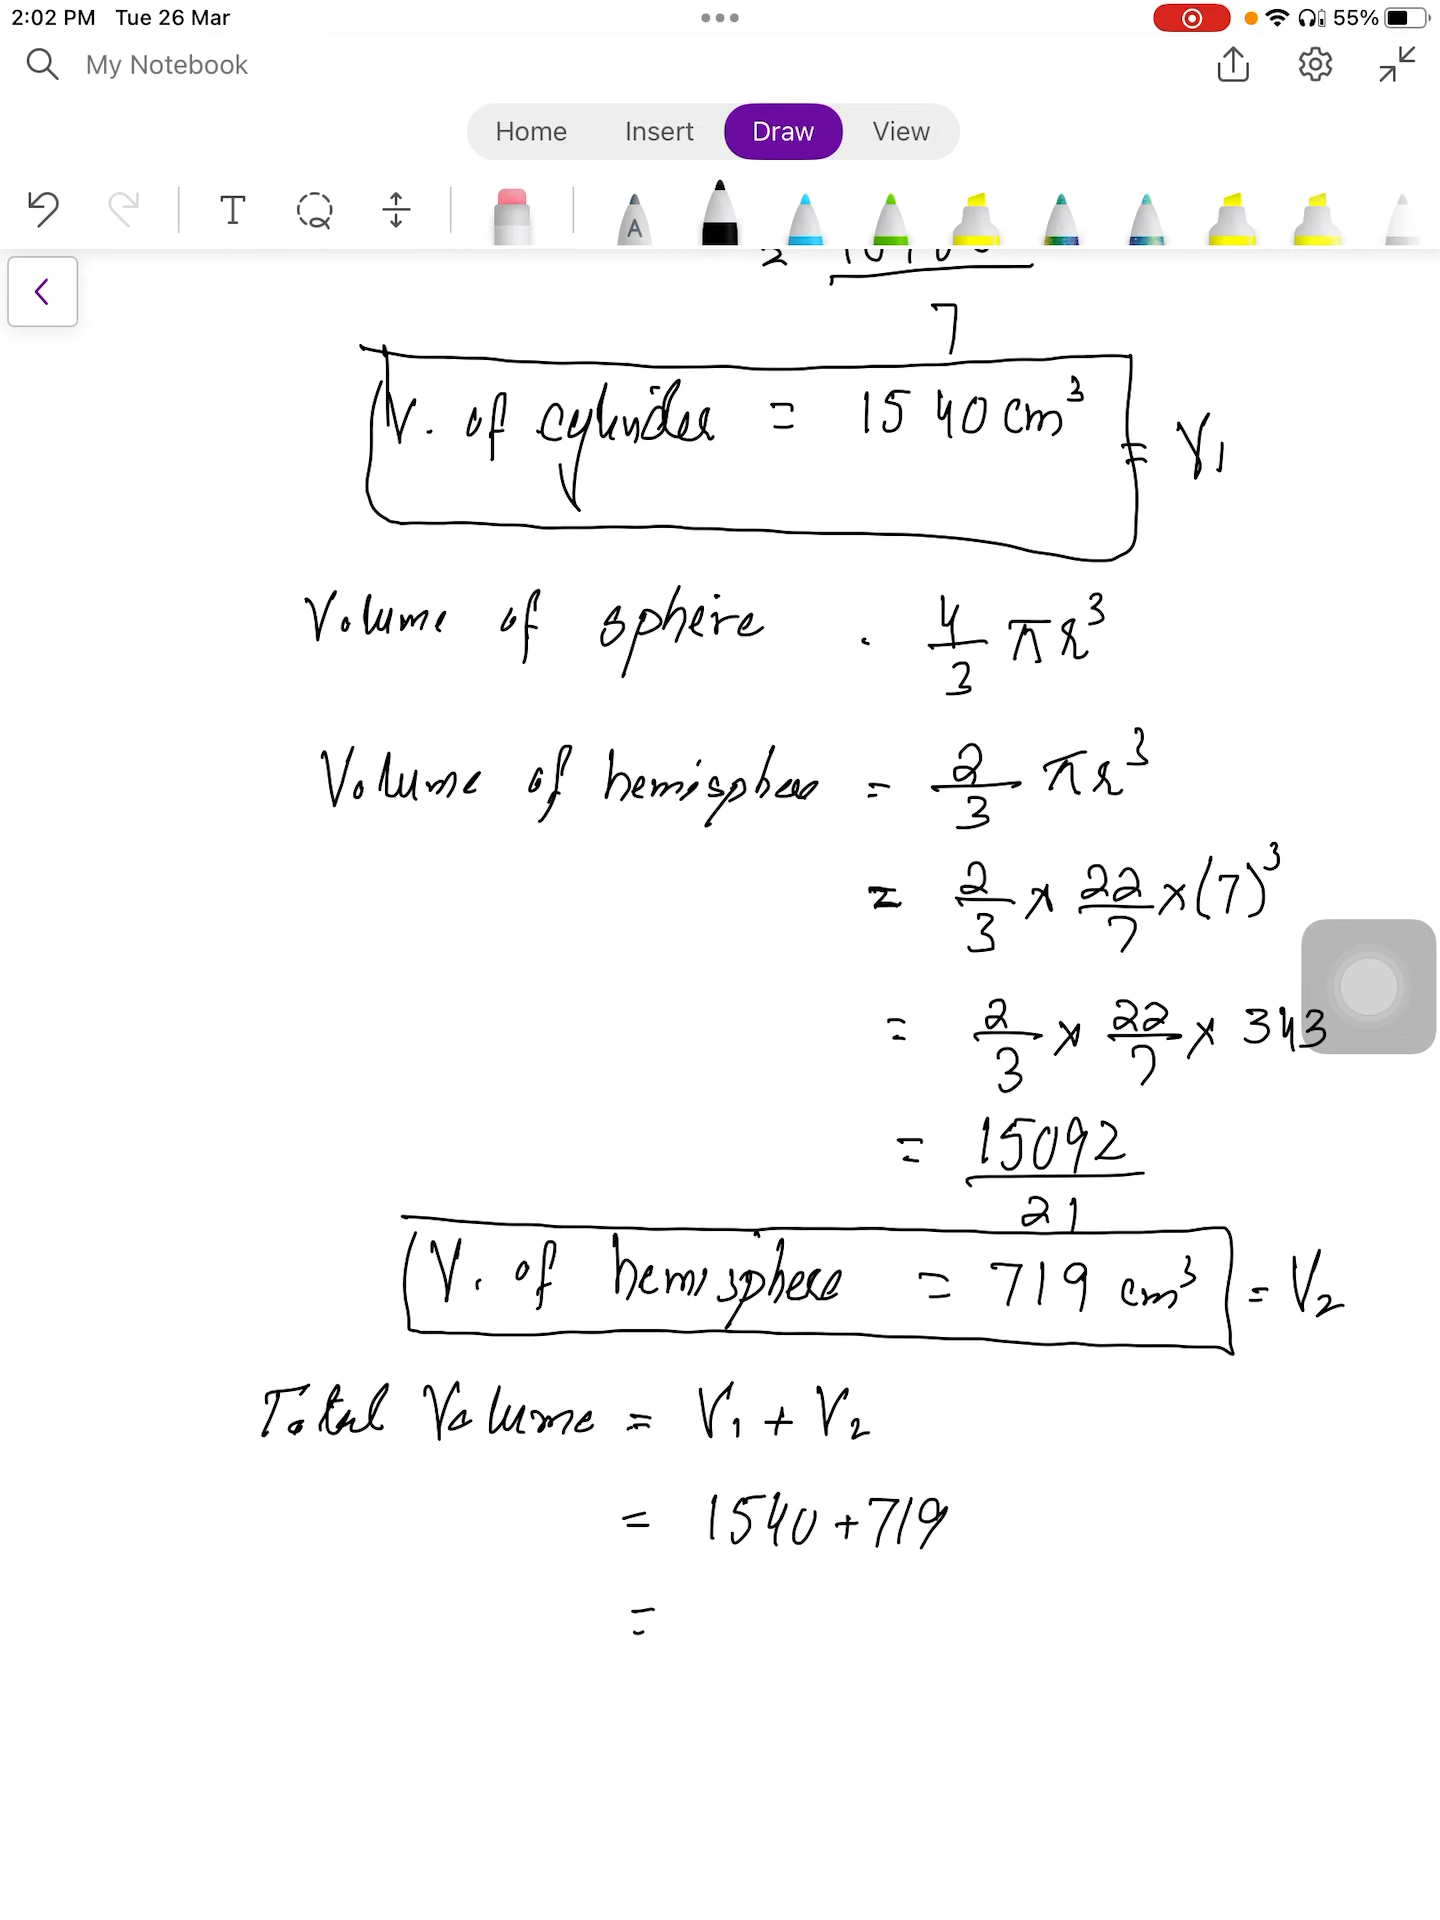 2:02 PM Tue 26 Mar
55%
My Notebook
Home Insert Draw View
T
A
7
V. of cylinder = 1540 cm³ = V₁
Volume of sphere . 4/3 πr³
Volume of hemisphere = 2/3 πr³
= 2/3 × 22/7 × (7)³
= 2/3 × 22/7 × 343
= 15092/21
V. of hemisphere = 719 cm³ = V₂
Total Volume = V₁ + V₂
= 1540 + 719
=